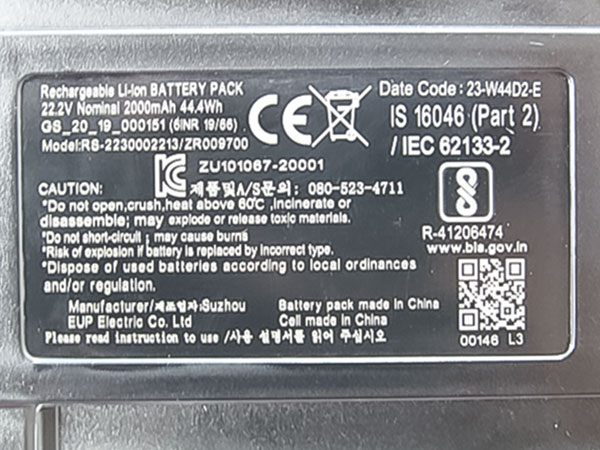 Rechargeable Li-Ion BATTERY PACK
22.2V Nominal 2000mAh 44.4Wh
GS_20_19_000151 (6INR 19/66)
Model:RS-2230002213/ZR009700
CE
Date Code : 23-W44D2-E
IS 16046 (Part 2)
/ IEC 62133-2
ZU101067-20001
제품및A/S문의: 080-523-4711
CAUTION:
*Do not open,crush,heat above 60℃ ,incinerate or
disassemble; may explode or release toxic materials.
*Do not short-circuit ; may cause burns
*Risk of explosion if battery is replaced by incorrect type.
*Dispose of used batteries according to local ordinances
and/or regulation.
R-41206474
www.bis.gov.in
Manufacturer/제조업자:Suzhou
EUP Electric Co. Ltd
Battery pack made in China
Cell made in China
Please read instruction to use/사용 설명서를 읽어 주십시오
00146 L3